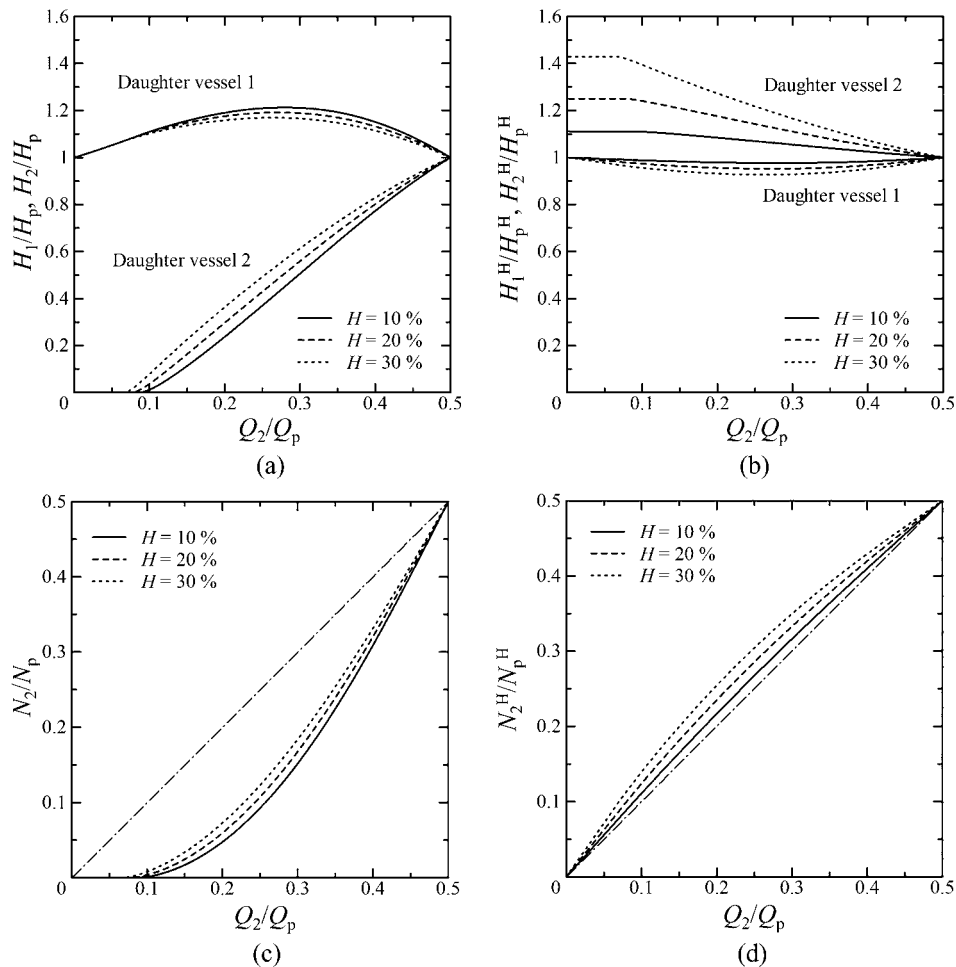 1.6
1.4
1.2
1
0.8
0.6
0.4
0.2
H₁/Hₚ, H₂/Hₚ
Daughter vessel 1
Daughter vessel 2
H = 10 %
H = 20 %
H = 30 %
0 0.1 0.2 0.3 0.4 0.5
Q₂/Qₚ
(a)
1.6
1.4
1.2
1
0.8
0.6
0.4
0.2
H₁ᴴ/Hₚᴴ, H₂ᴴ/Hₚᴴ
Daughter vessel 2
Daughter vessel 1
H = 10 %
H = 20 %
H = 30 %
0 0.1 0.2 0.3 0.4 0.5
Q₂/Qₚ
(b)
0.5
0.4
0.3
0.2
0.1
N₂/Nₚ
H = 10 %
H = 20 %
H = 30 %
0 0.1 0.2 0.3 0.4 0.5
Q₂/Qₚ
(c)
0.5
0.4
0.3
0.2
0.1
N₂ᴴ/Nₚᴴ
H = 10 %
H = 20 %
H = 30 %
0 0.1 0.2 0.3 0.4 0.5
Q₂/Qₚ
(d)